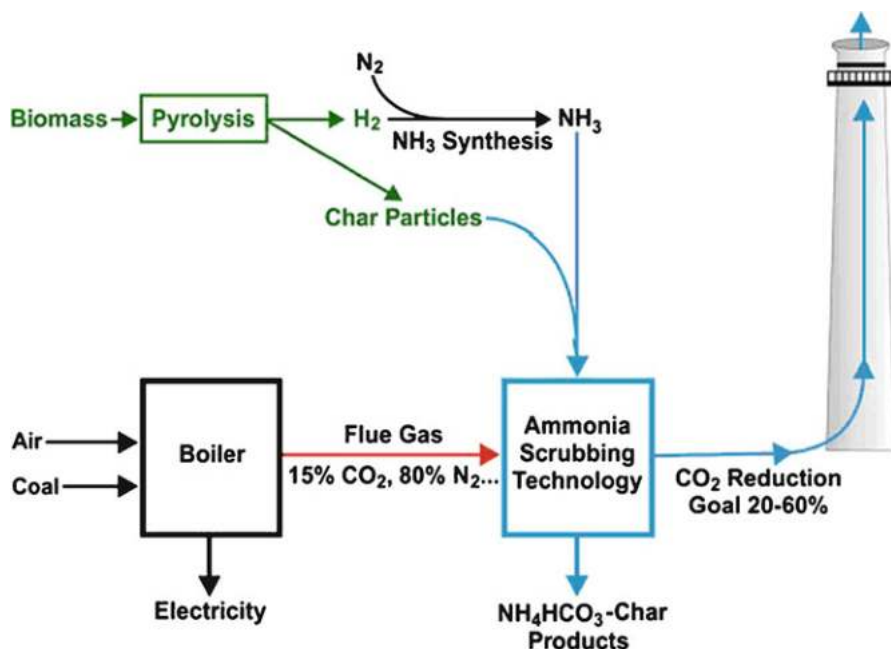 N₂
Biomass
Pyrolysis
H₂
NH₃ Synthesis
NH₃
Char Particles
Air
Coal
Boiler
Flue Gas
15% CO₂, 80% N₂...
Ammonia
Scrubbing
Technology
CO₂ Reduction
Goal 20-60%
Electricity
NH₄HCO₃-Char
Products